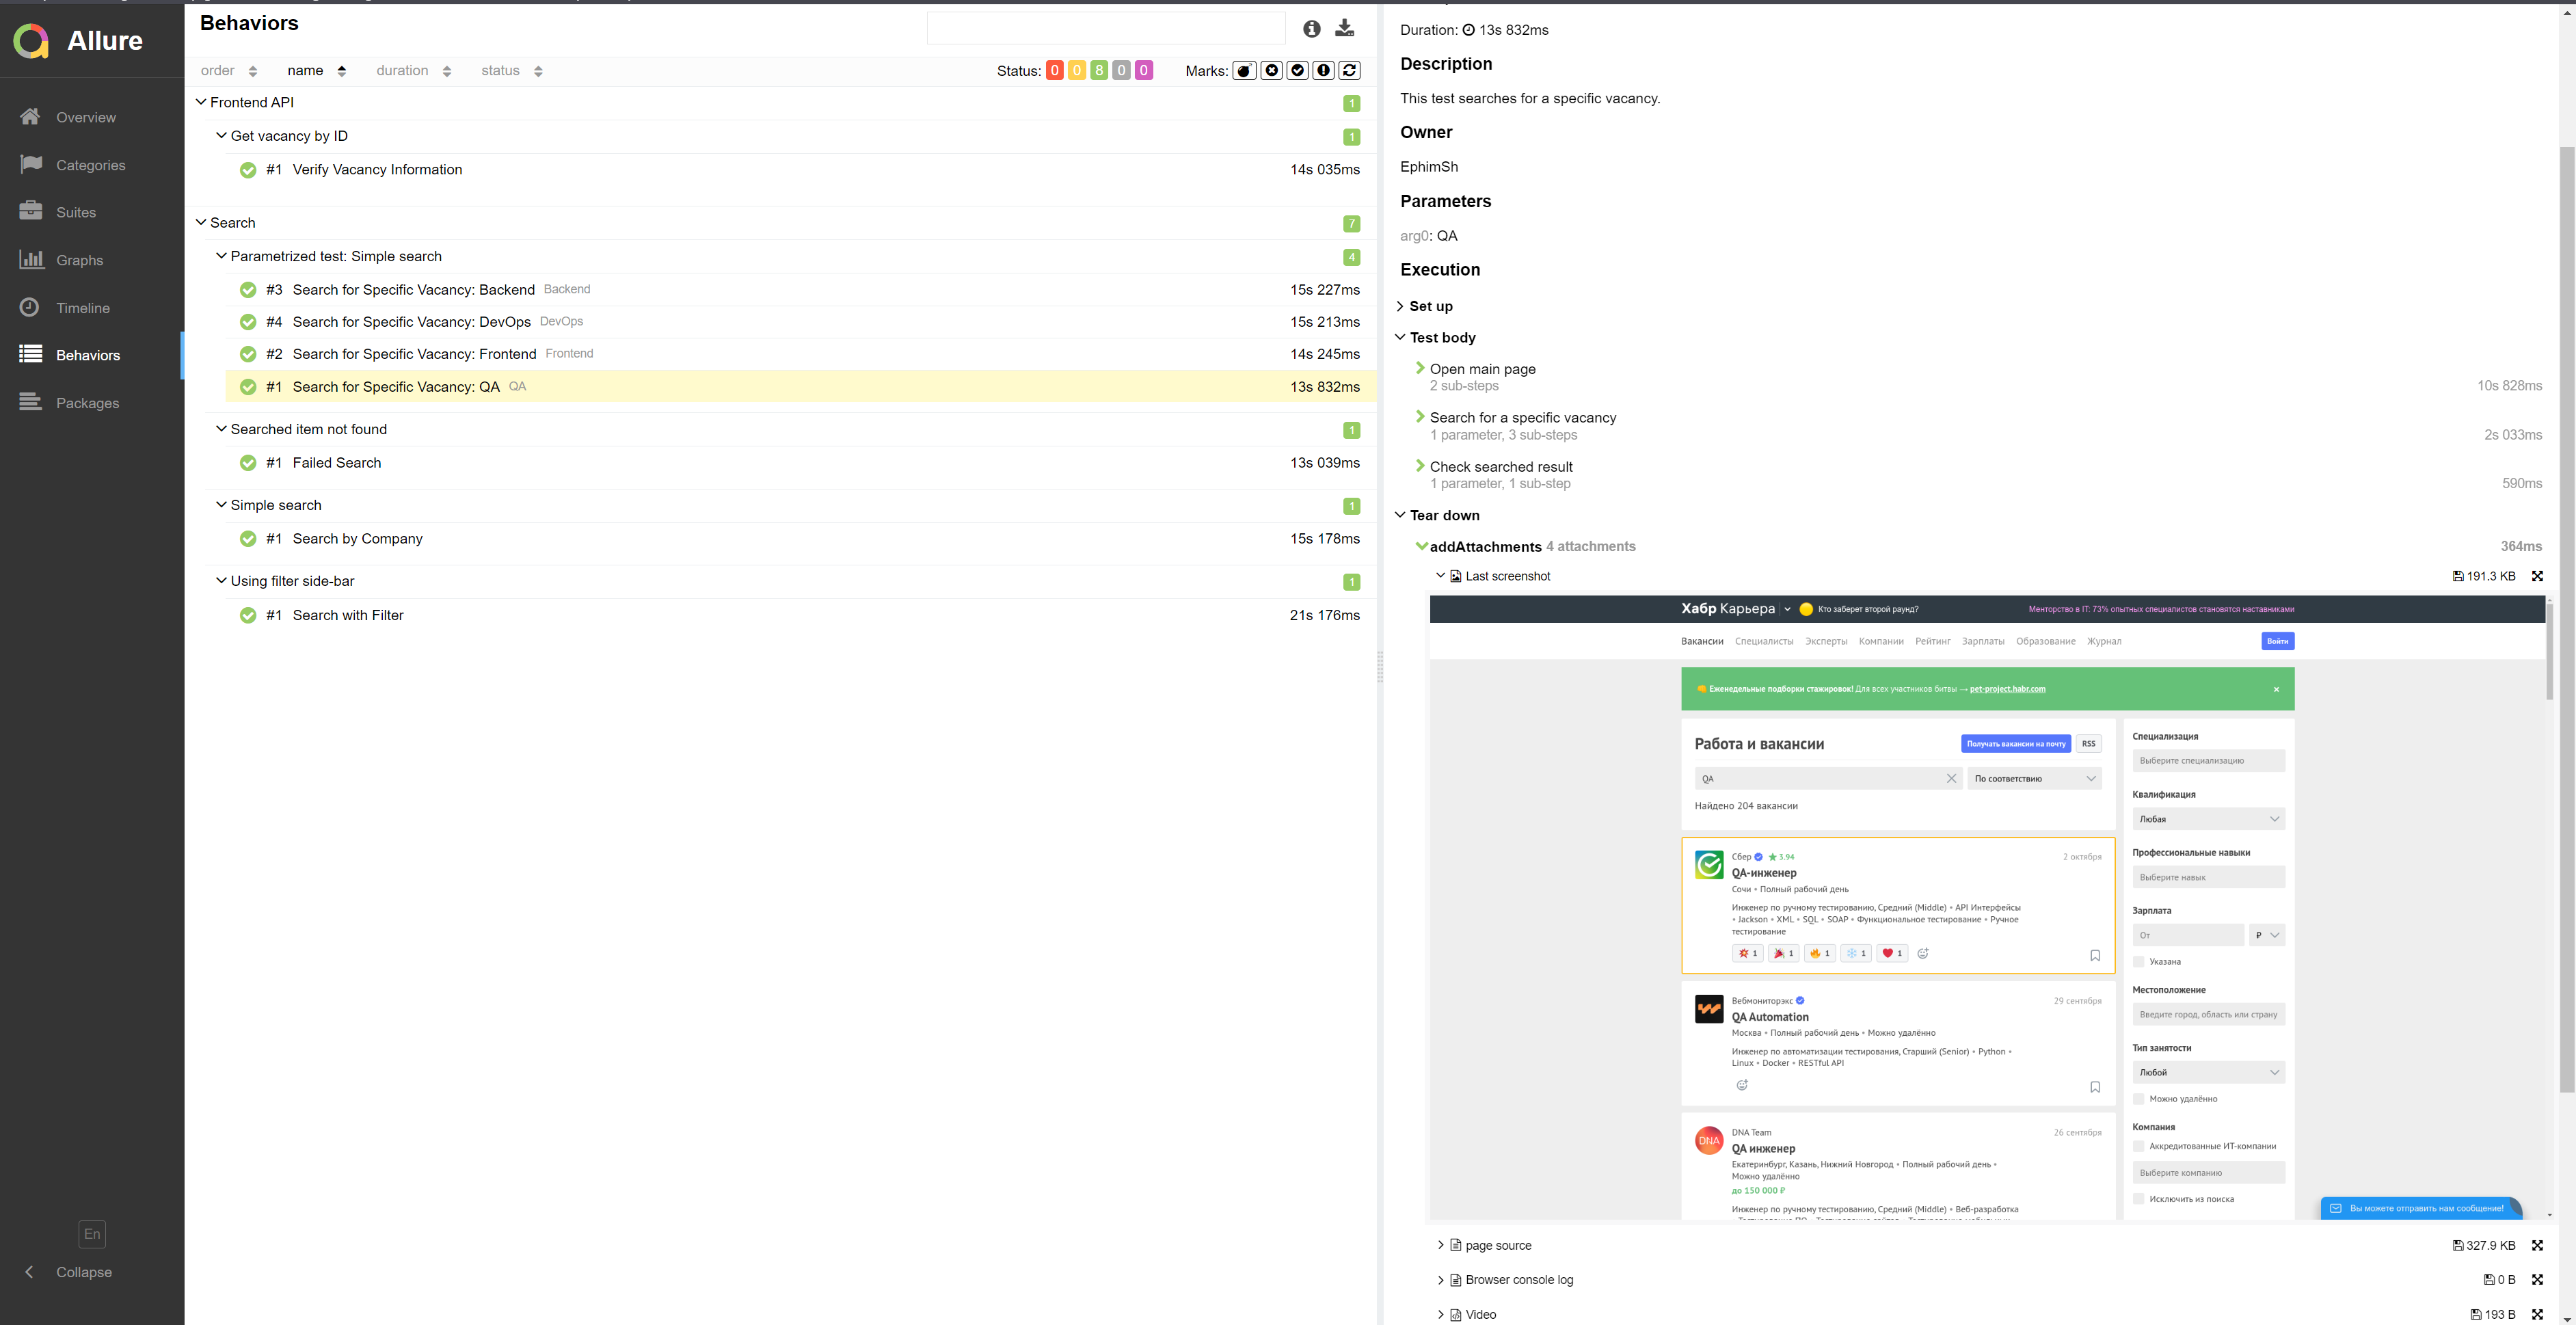 Allure
Overview
Categories
Suites
Graphs
Timeline
Behaviors
Packages
En
Collapse
Behaviors
order name duration status
Status: 0 0 8 0 0 Marks:
Frontend API 1
Get vacancy by ID 1
#1 Verify Vacancy Information 14s 035ms
Search 7
Parametrized test: Simple search 4
#3 Search for Specific Vacancy: Backend Backend 15s 227ms
#4 Search for Specific Vacancy: DevOps DevOps 15s 213ms
#2 Search for Specific Vacancy: Frontend Frontend 14s 245ms
#1 Search for Specific Vacancy: QA QA 13s 832ms
Searched item not found 1
#1 Failed Search 13s 039ms
Simple search 1
#1 Search by Company 15s 178ms
Using filter side-bar 1
#1 Search with Filter 21s 176ms
Duration: 13s 832ms
Description
This test searches for a specific vacancy.
Owner
EphimSh
Parameters
arg0: QA
Execution
Set up
Test body
Open main page
2 sub-steps 10s 828ms
Search for a specific vacancy
1 parameter, 3 sub-steps 2s 033ms
Check searched result
1 parameter, 1 sub-step 590ms
Tear down
addAttachments 4 attachments 364ms
Last screenshot 191.3 KB
Хабр Карьера Кто заберет второй раунд? Менторство в IT: 73% опытных специалистов становятся наставниками
Вакансии Специалисты Эксперты Компании Рейтинг Зарплаты Образование Журнал Войти
Еженедельные подборки стажировок! Для всех участников битвы → pet-project.habr.com
Работа и вакансии Получать вакансии на почту RSS
QA По соответствию
Найдено 204 вакансии
Сбер 3.94 2 октября
QA-инженер
Сочи • Полный рабочий день
Инженер по ручному тестированию, Средний (Middle) • API Интерфейсы
• Jackson • XML • SQL • SOAP • Функциональное тестирование • Ручное
тестирование
1 1 1 1 1
Вебмониторэкс 29 сентября
QA Automation
Москва • Полный рабочий день • Можно удалённо
Инженер по автоматизации тестирования, Старший (Senior) • Python •
Linux • Docker • RESTful API
DNA
DNA Team 26 сентября
QA инженер
Екатеринбург, Казань, Нижний Новгород • Полный рабочий день •
Можно удалённо
до 150 000 ₽
Инженер по ручному тестированию, Средний (Middle) • Веб-разработка
Специализация
Выберите специализацию
Квалификация
Любая
Профессиональные навыки
Выберите навык
Зарплата
От ₽
Указана
Местоположение
Введите город, область или страну
Тип занятости
Любой
Можно удалённо
Компания
Аккредитованные ИТ-компании
Выберите компанию
Исключить из поиска
Вы можете отправить нам сообщение!
page source 327.9 KB
Browser console log 0 B
Video 193 B